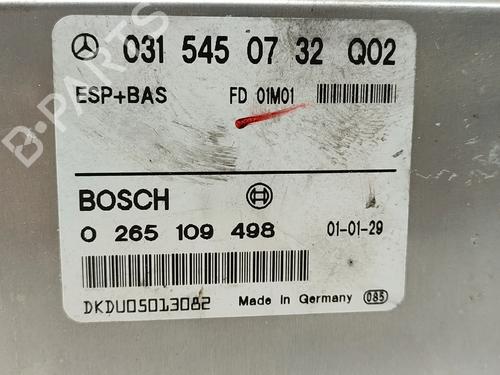 031 545 07 32 Q02
ESP+BAS FD 01M01
BOSCH
0 265 109 498 01-01-29
DKDU05013082 Made in Germany 085
B-Parts